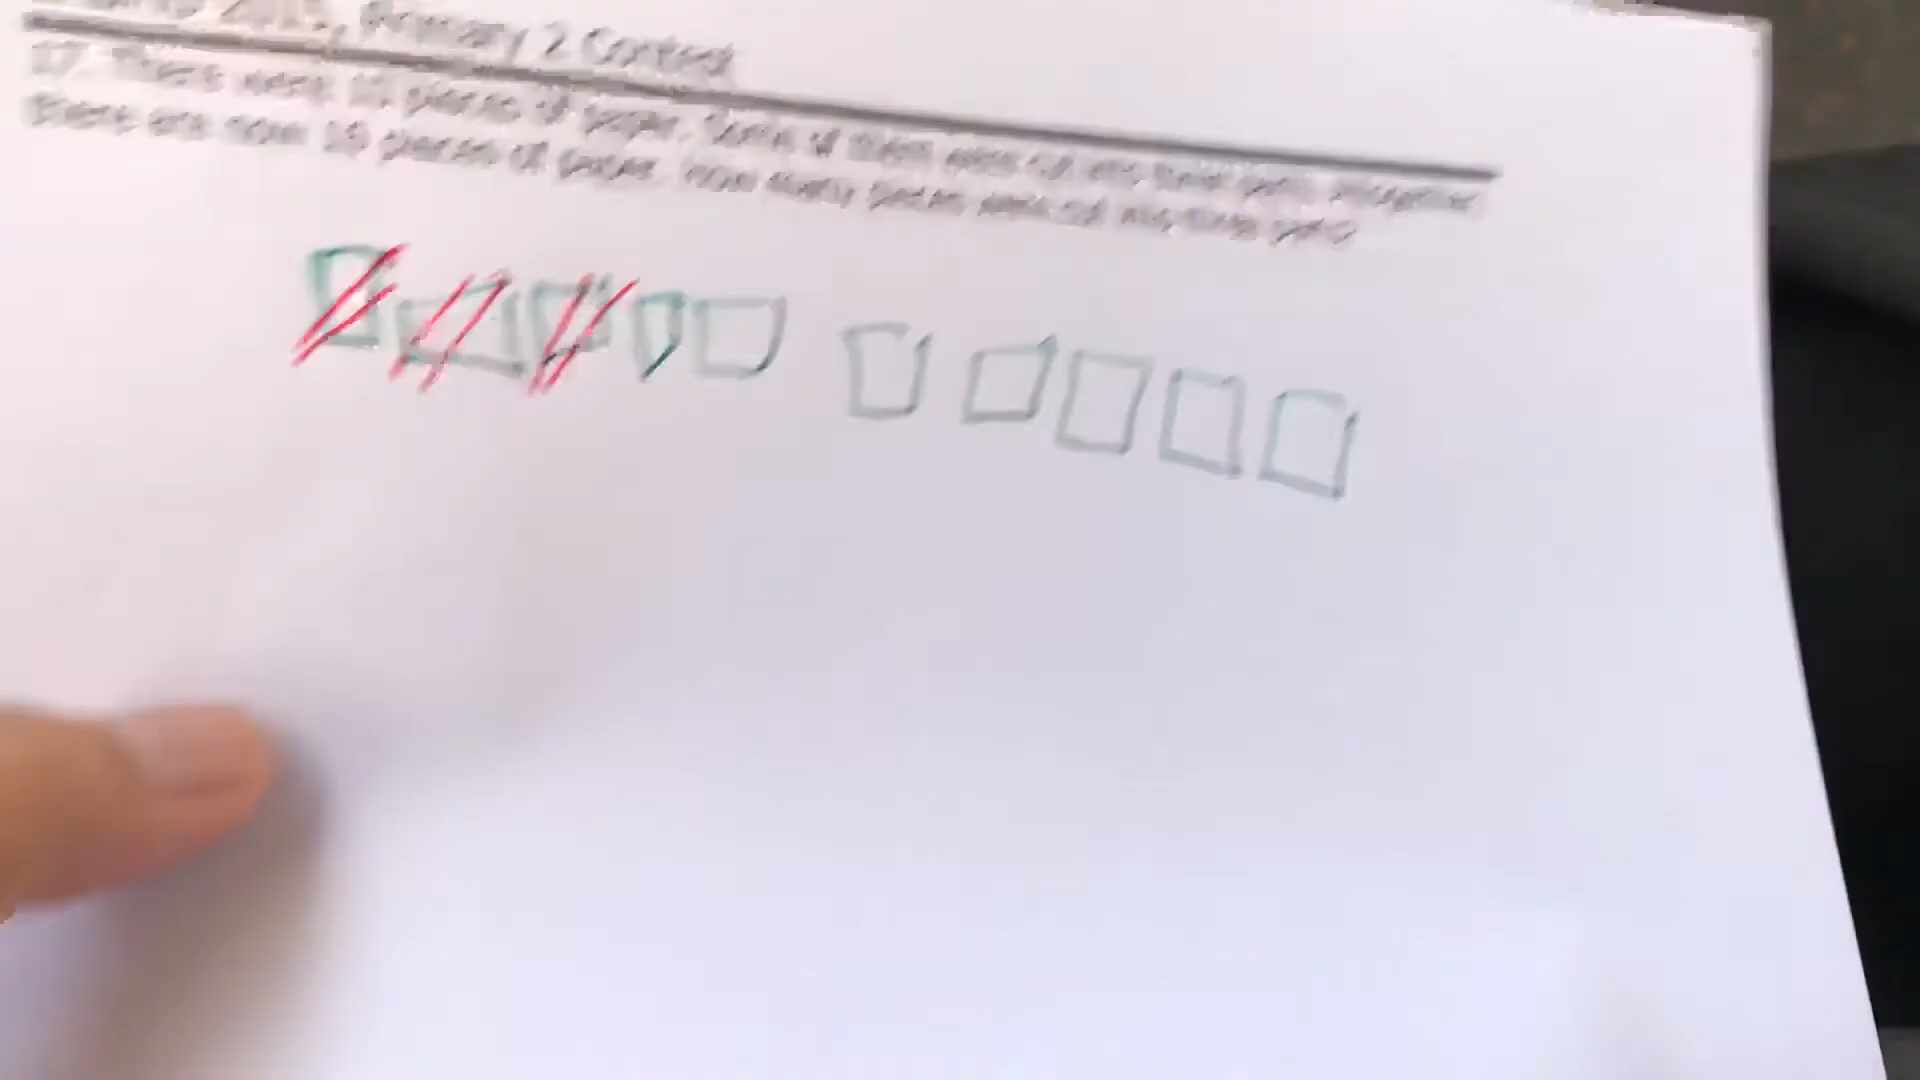 Primary 2 Contest
17. There were 10 pieces of paper. Some of them were cut into three parts. Altogether,
there are now 16 pieces of paper. How many pieces were cut into three parts?